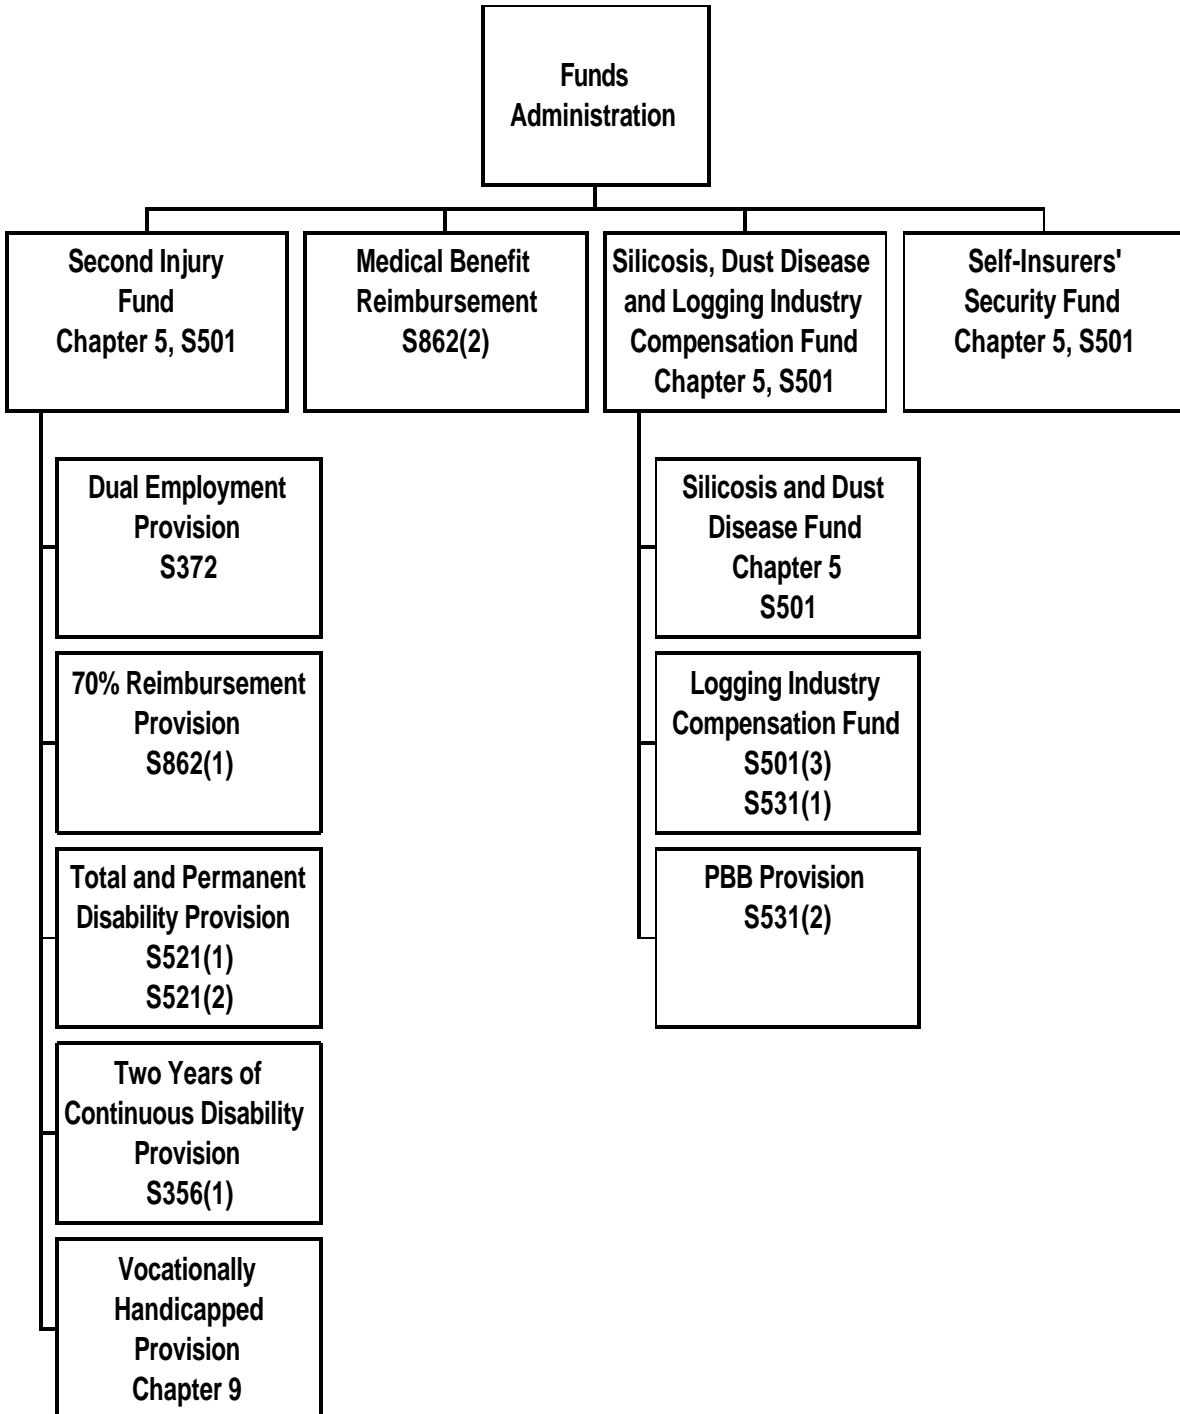 Funds
Administration
Second Injury
Fund
Chapter 5, S501
Medical Benefit
Reimbursement
S862(2)
Silicosis, Dust Disease
and Logging Industry
Compensation Fund
Chapter 5, S501
Self-Insurers'
Security Fund
Chapter 5, S501
Dual Employment
Provision
S372
70% Reimbursement
Provision
S862(1)
Total and Permanent
Disability Provision
S521(1)
S521(2)
Two Years of
Continuous Disability
Provision
S356(1)
Vocationally
Handicapped
Provision
Chapter 9
Silicosis and Dust
Disease Fund
Chapter 5
S501
Logging Industry
Compensation Fund
S501(3)
S531(1)
PBB Provision
S531(2)